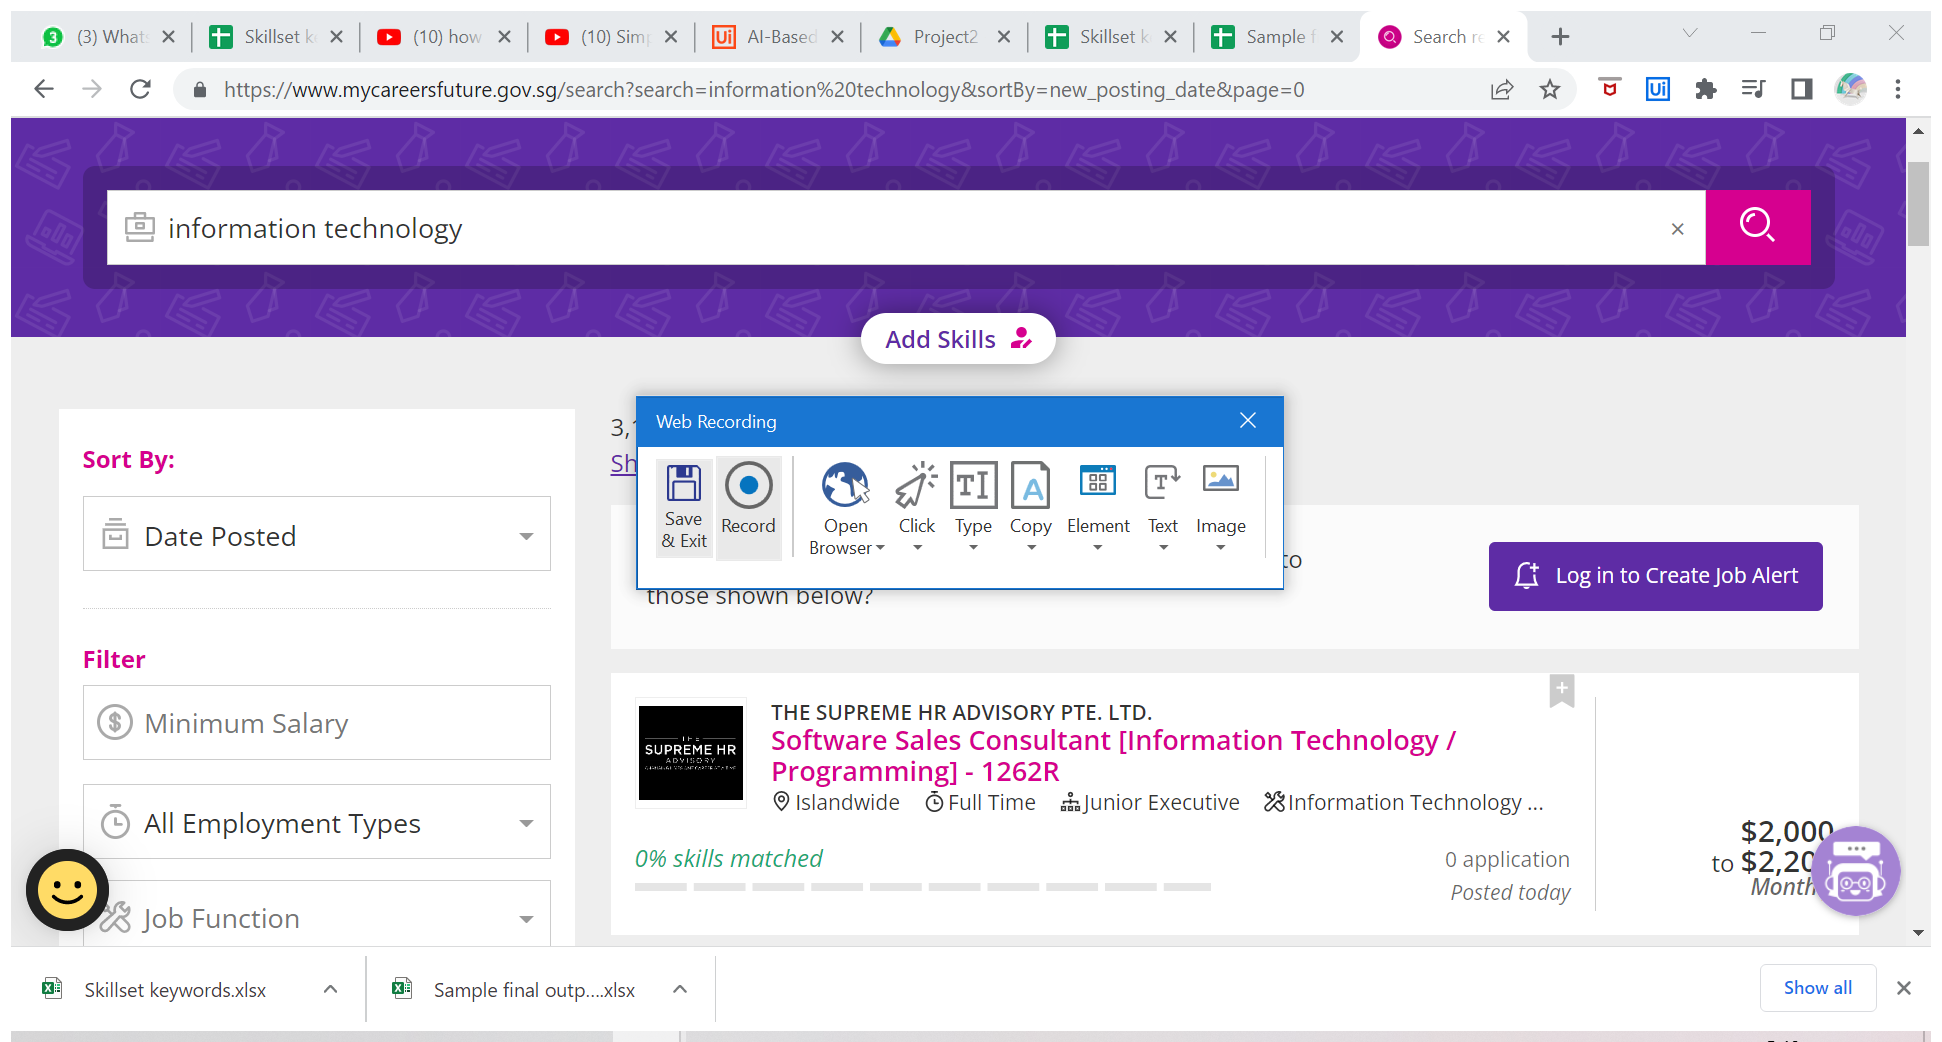 (3) What
Skillset k
(10) how
(10) Sim
AI-Based
Project2
Skillset k
Sample f
Search re
https://www.mycareersfuture.gov.sg/search?search=information%20technology&sortBy=new_posting_date&page=0
information technology
Add Skills
Sort By:
Date Posted
Filter
Minimum Salary
All Employment Types
Job Function
3,
Sh
Web Recording
Save & Exit
Record
Open Browser
Click
Type
Copy
Element
Text
Image
to
those shown below?
Log in to Create Job Alert
THE SUPREME HR ADVISORY
THE SUPREME HR ADVISORY PTE. LTD.
Software Sales Consultant [Information Technology /
Programming] - 1262R
Islandwide Full Time Junior Executive Information Technology ...
0% skills matched
0 application
Posted today
$2,000
to $2,20
Month
Skillset keywords.xlsx
Sample final outp....xlsx
Show all